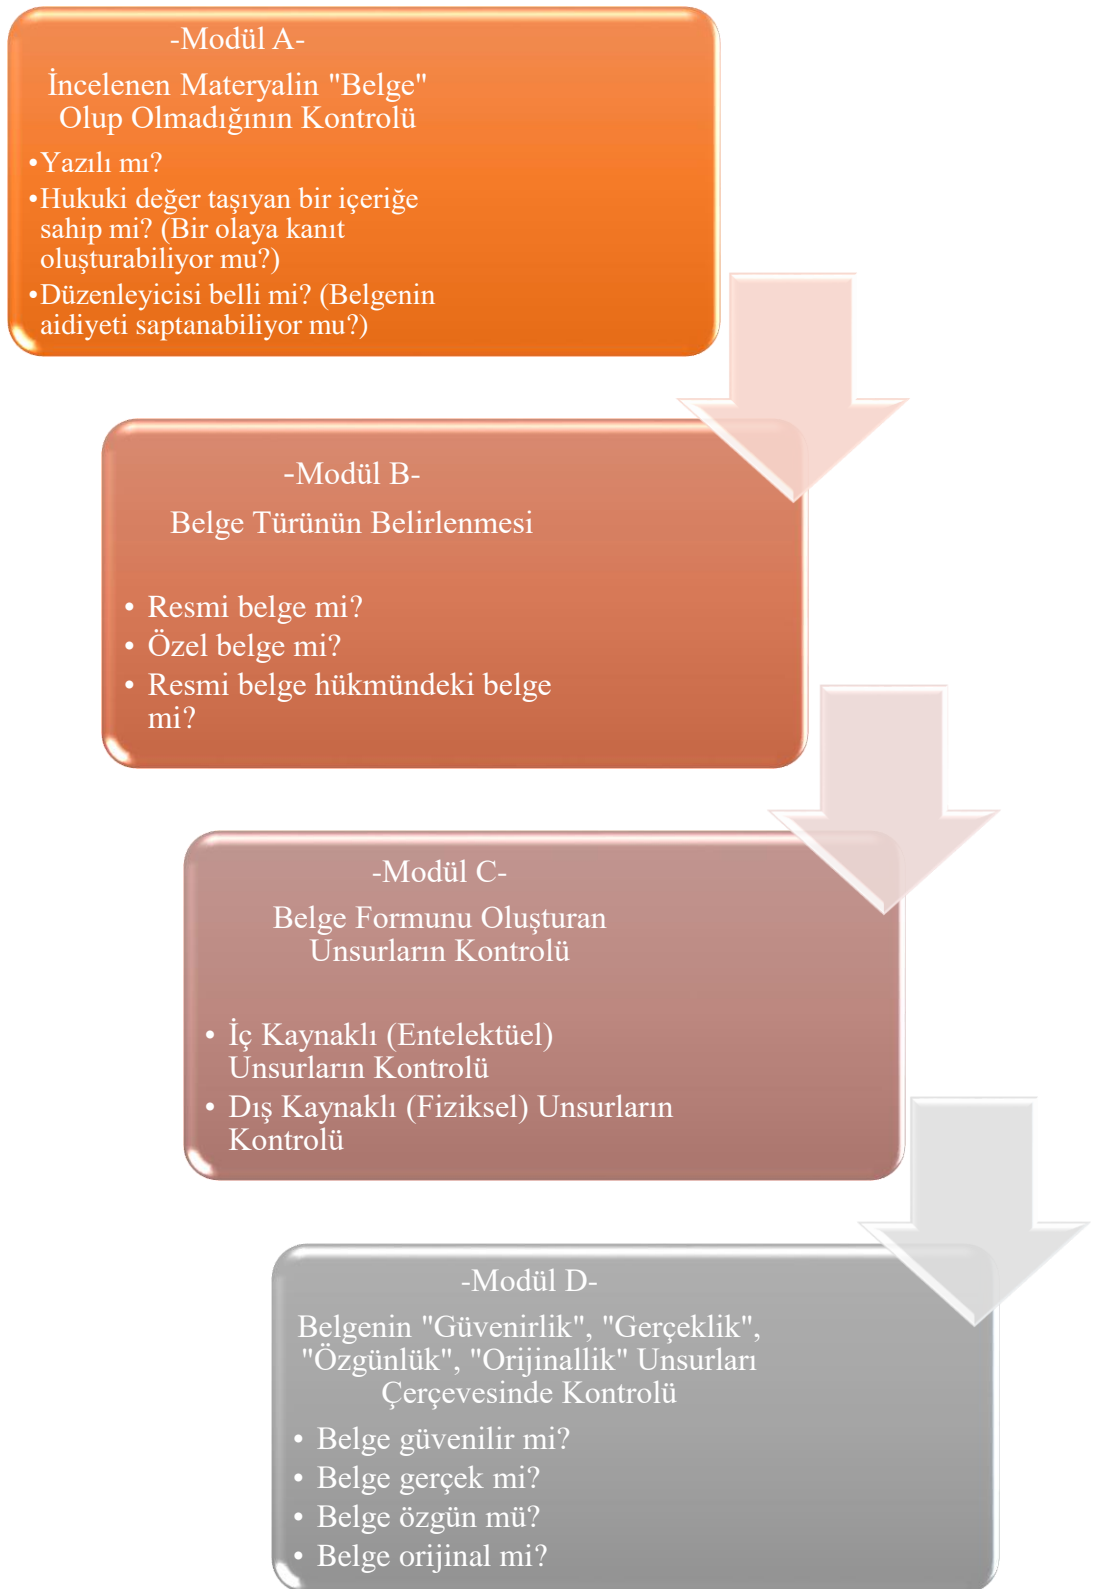 -Modül A-
İncelenen Materyalin "Belge"
Olup Olmadığının Kontrolü
•Yazılı mı?
•Hukuki değer taşıyan bir içeriğe
sahip mi? (Bir olaya kanıt
oluşturabiliyor mu?)
•Düzenleyicisi belli mi? (Belgenin
aidiyeti saptanabiliyor mu?)
-Modül B-
Belge Türünün Belirlenmesi
• Resmi belge mi?
• Özel belge mi?
• Resmi belge hükmündeki belge
mi?
-Modül C-
Belge Formunu Oluşturan
Unsurların Kontrolü
• İç Kaynaklı (Entelektüel)
Unsurların Kontrolü
• Dış Kaynaklı (Fiziksel) Unsurların
Kontrolü
-Modül D-
Belgenin "Güvenirlik", "Gerçeklik",
"Özgünlük", "Orijinallik" Unsurları
Çerçevesinde Kontrolü
• Belge güvenilir mi?
• Belge gerçek mi?
• Belge özgün mü?
• Belge orijinal mi?